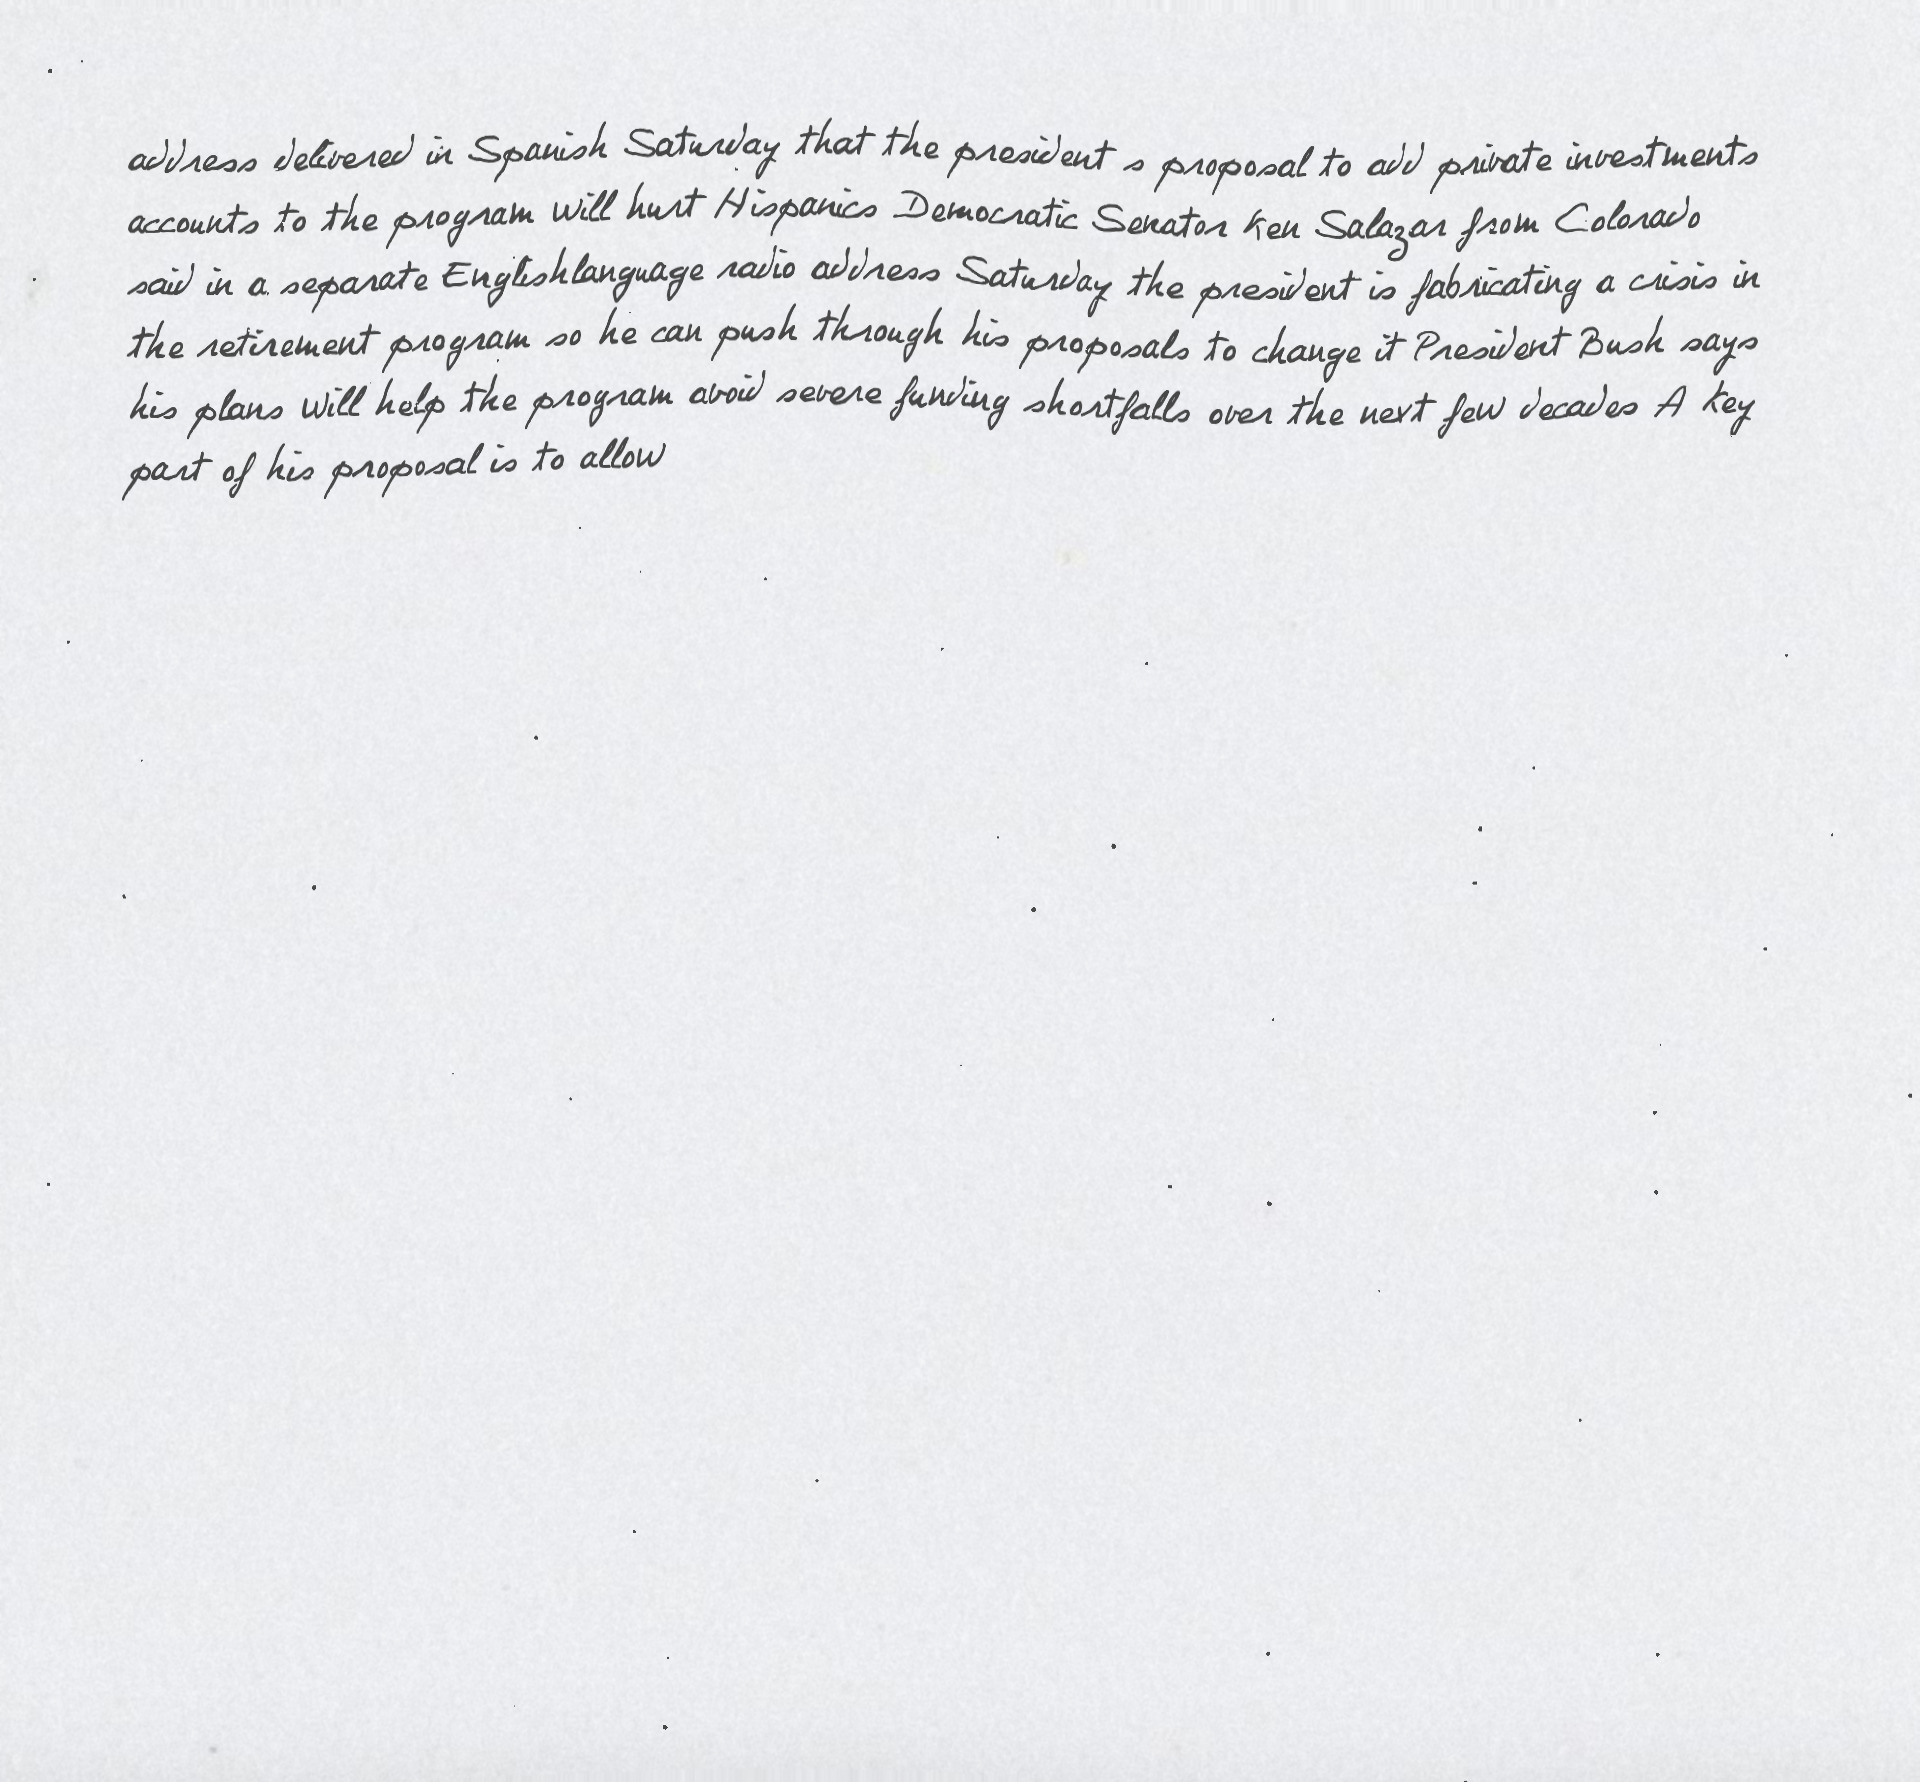 address delivered in Spanish Saturday that the president s proposal to add private investments
accounts to the program will hurt Hispanics Democratic Senator Ken Salazar from Colorado
said in a separate Englishlanguage radio address Saturday the president is fabricating a crisis in
the retirement program so he can push through his proposals to change it President Bush says
his plans will help the program avoid severe funding shortfalls over the next few decades A key
part of his proposal is to allow